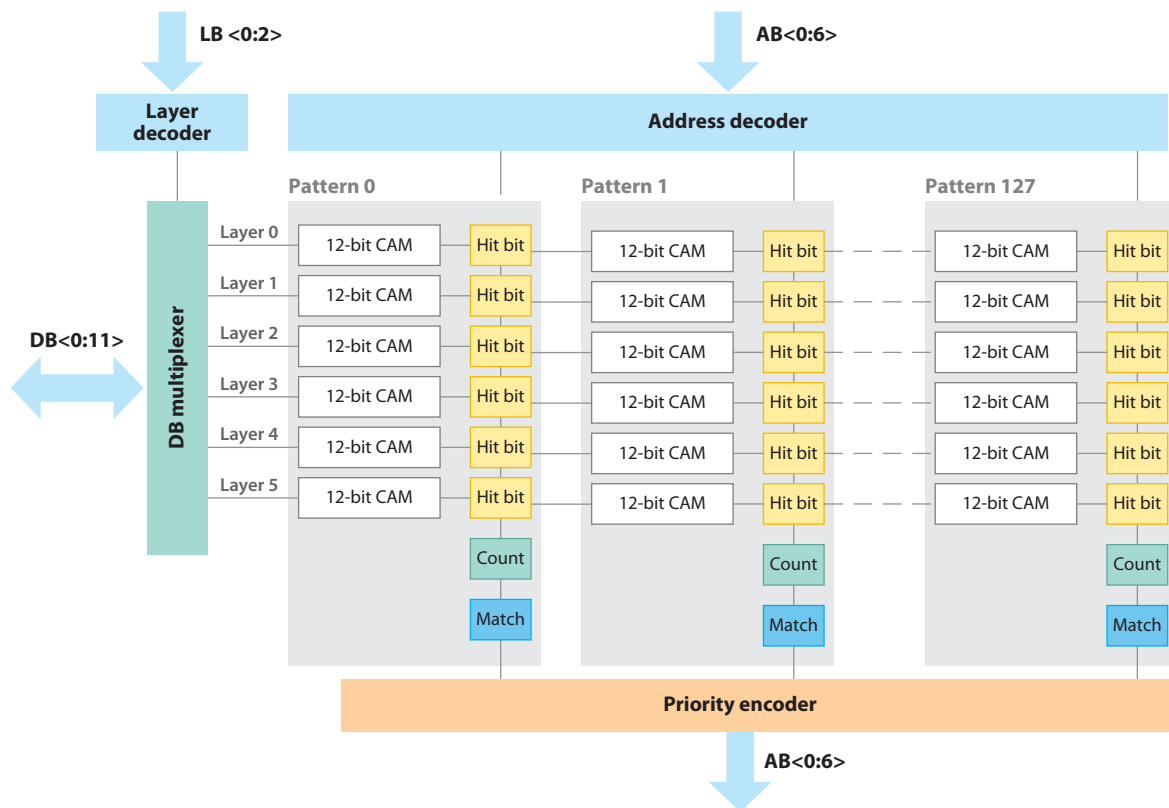 LB <0:2>
AB<0:6>
Layer
decoder
Address decoder
Pattern 0
Pattern 1
Pattern 127
Layer 0
12-bit CAM
Hit bit
12-bit CAM
Hit bit
12-bit CAM
Hit bit
Layer 1
12-bit CAM
Hit bit
12-bit CAM
Hit bit
12-bit CAM
Hit bit
DB<0:11>
DB multiplexer
Layer 2
12-bit CAM
Hit bit
12-bit CAM
Hit bit
12-bit CAM
Hit bit
Layer 3
12-bit CAM
Hit bit
12-bit CAM
Hit bit
12-bit CAM
Hit bit
Layer 4
12-bit CAM
Hit bit
12-bit CAM
Hit bit
12-bit CAM
Hit bit
Layer 5
12-bit CAM
Hit bit
12-bit CAM
Hit bit
12-bit CAM
Hit bit
Count
Count
Count
Match
Match
Match
Priority encoder
AB<0:6>